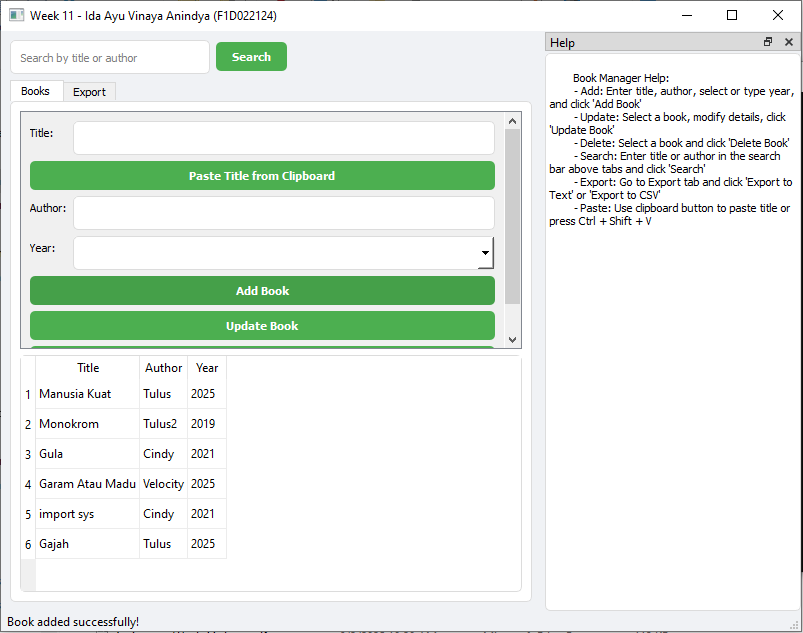 Week 11 - Ida Ayu Vinaya Anindya (F1D022124)
Search by title or author
Search
Books
Export
Title:
Paste Title from Clipboard
Author:
Year:
Add Book
Update Book
Title Author Year
1 Manusia Kuat Tulus 2025
2 Monokrom Tulus2 2019
3 Gula Cindy 2021
4 Garam Atau Madu Velocity 2025
5 import sys Cindy 2021
6 Gajah Tulus 2025
Book added successfully!
Help
Book Manager Help:
- Add: Enter title, author, select or type year,
and click 'Add Book'
- Update: Select a book, modify details, click
'Update Book'
- Delete: Select a book and click 'Delete Book'
- Search: Enter title or author in the search
bar above tabs and click 'Search'
- Export: Go to Export tab and click 'Export to
Text' or 'Export to CSV'
- Paste: Use clipboard button to paste title or
press Ctrl + Shift + V